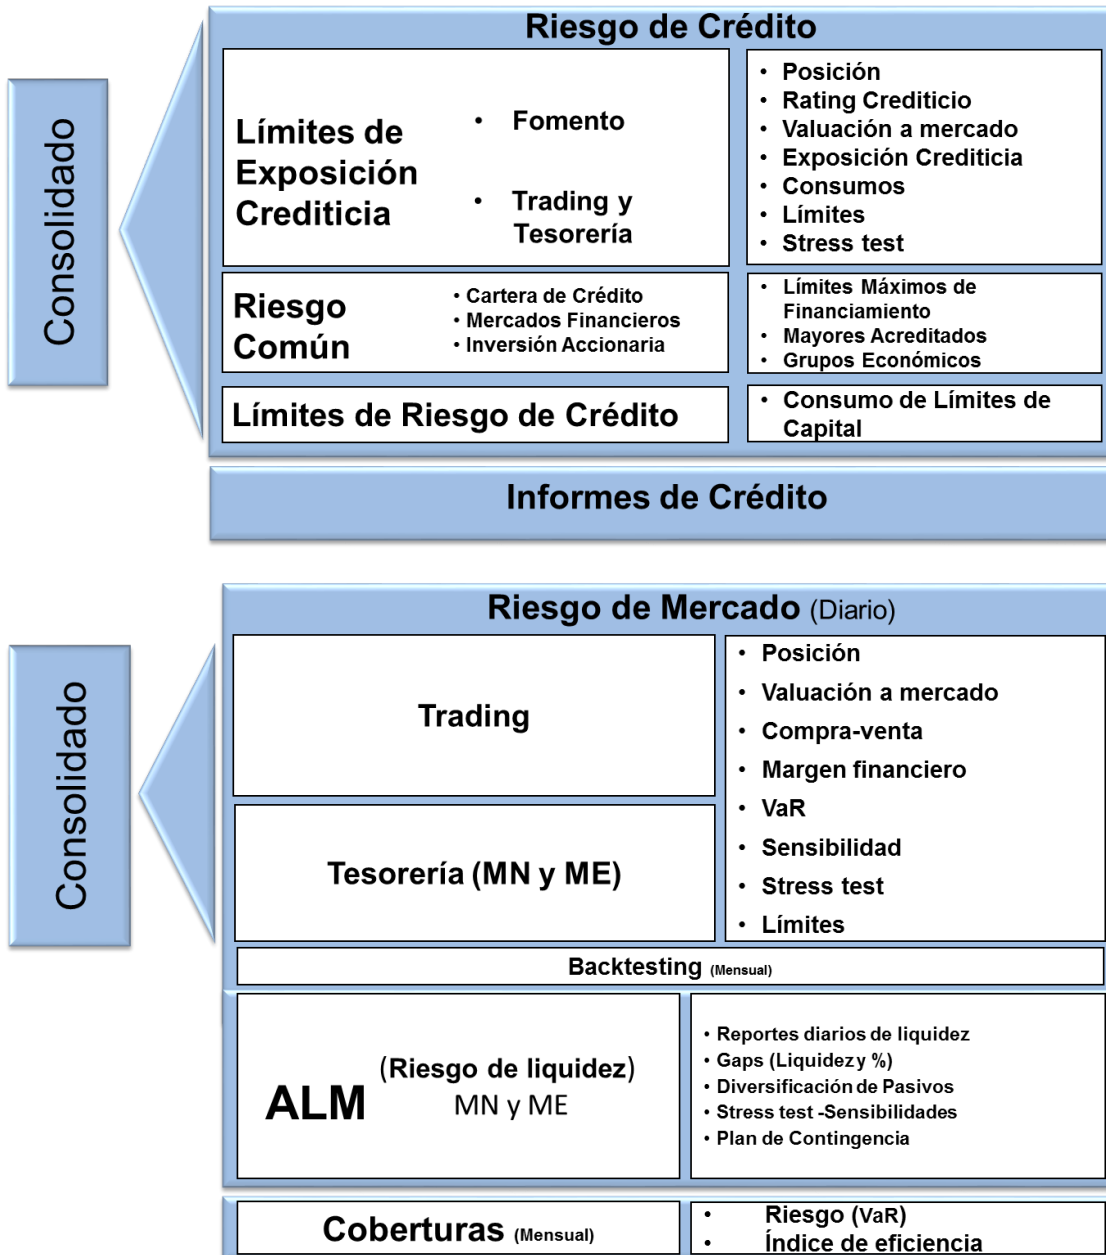 Riesgo de Crédito
Consolidado
Límites de
Exposición
Crediticia
• Fomento
• Trading y
Tesorería
• Posición
• Rating Crediticio
• Valuación a mercado
• Exposición Crediticia
• Consumos
• Límites
• Stress test
Riesgo
Común
• Cartera de Crédito
• Mercados Financieros
• Inversión Accionaria
• Límites Máximos de
Financiamiento
• Mayores Acreditados
• Grupos Económicos
Límites de Riesgo de Crédito
• Consumo de Límites de
Capital
Informes de Crédito
Riesgo de Mercado (Diario)
Consolidado
Trading
Tesorería (MN y ME)
• Posición
• Valuación a mercado
• Compra-venta
• Margen financiero
• VaR
• Sensibilidad
• Stress test
• Límites
Backtesting (Mensual)
ALM
(Riesgo de liquidez)
MN y ME
• Reportes diarios de liquidez
• Gaps (Liquidez y %)
• Diversificación de Pasivos
• Stress test -Sensibilidades
• Plan de Contingencia
Coberturas (Mensual)
• Riesgo (VaR)
• Índice de eficiencia